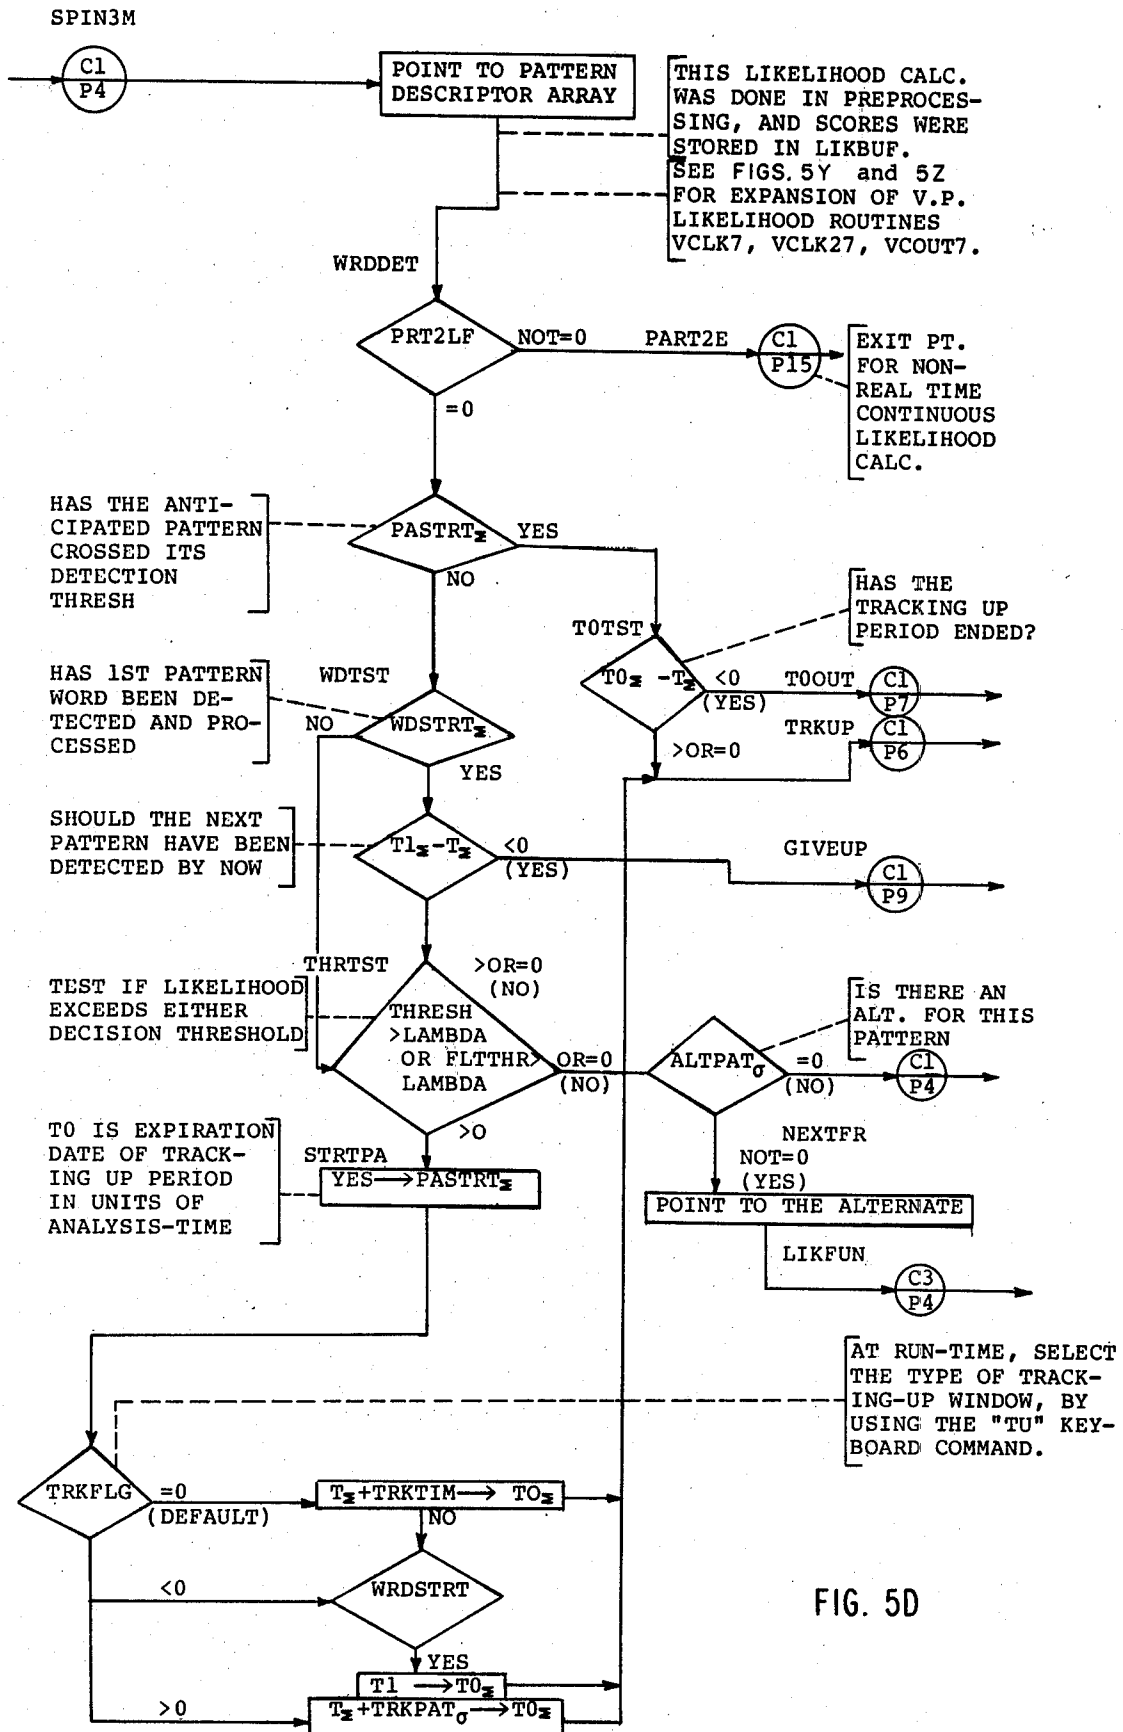 SPIN3M
C1
P4
POINT TO PATTERN
DESCRIPTOR ARRAY
THIS LIKELIHOOD CALC.
WAS DONE IN PREPROCES-
SING, AND SCORES WERE
STORED IN LIKBUF.
SEE FIGS. 5Y and 5Z
FOR EXPANSION OF V.P.
LIKELIHOOD ROUTINES
VCLK7, VCLK27, VCOUT7.
WRDDET
PRT2LF
NOT=0
PART2E
C1
P15
EXIT PT.
FOR NON-
REAL TIME
CONTINUOUS
LIKELIHOOD
CALC.
=0
HAS THE ANTI-
CIPATED PATTERN
CROSSED ITS
DETECTION
THRESH
PASTRTΣ
YES
NO
HAS THE
TRACKING UP
PERIOD ENDED?
T0TST
T0Σ -TΣ
<0
(YES)
T0OUT
C1
P7
>OR=0
TRKUP
C1
P6
HAS 1ST PATTERN
WORD BEEN DE-
TECTED AND PRO-
CESSED
WDTST
NO
WDSTRTΣ
YES
SHOULD THE NEXT
PATTERN HAVE BEEN
DETECTED BY NOW
T1Σ-TΣ
<0
(YES)
GIVEUP
C1
P9
THRTST
>OR=0
(NO)
TEST IF LIKELIHOOD
EXCEEDS EITHER
DECISION THRESHOLD
THRESH
>LAMBDA
OR FLTTHR>
LAMBDA
OR=0
(NO)
>O
IS THERE AN
ALT. FOR THIS
PATTERN
ALTPATσ
=0
(NO)
C1
P4
NEXTFR
NOT=0
(YES)
POINT TO THE ALTERNATE
LIKFUN
C3
P4
T0 IS EXPIRATION
DATE OF TRACK-
ING UP PERIOD
IN UNITS OF
ANALYSIS-TIME
STRTPA
YES→PASTRTΣ
AT RUN-TIME, SELECT
THE TYPE OF TRACK-
ING-UP WINDOW, BY
USING THE "TU" KEY-
BOARD COMMAND.
TRKFLG
=0
(DEFAULT)
TΣ+TRKTIM→ TOΣ
NO
<0
WRDSTRT
YES
T1 →T0Σ
>0
TΣ+TRKPATσ→T0Σ
FIG. 5D